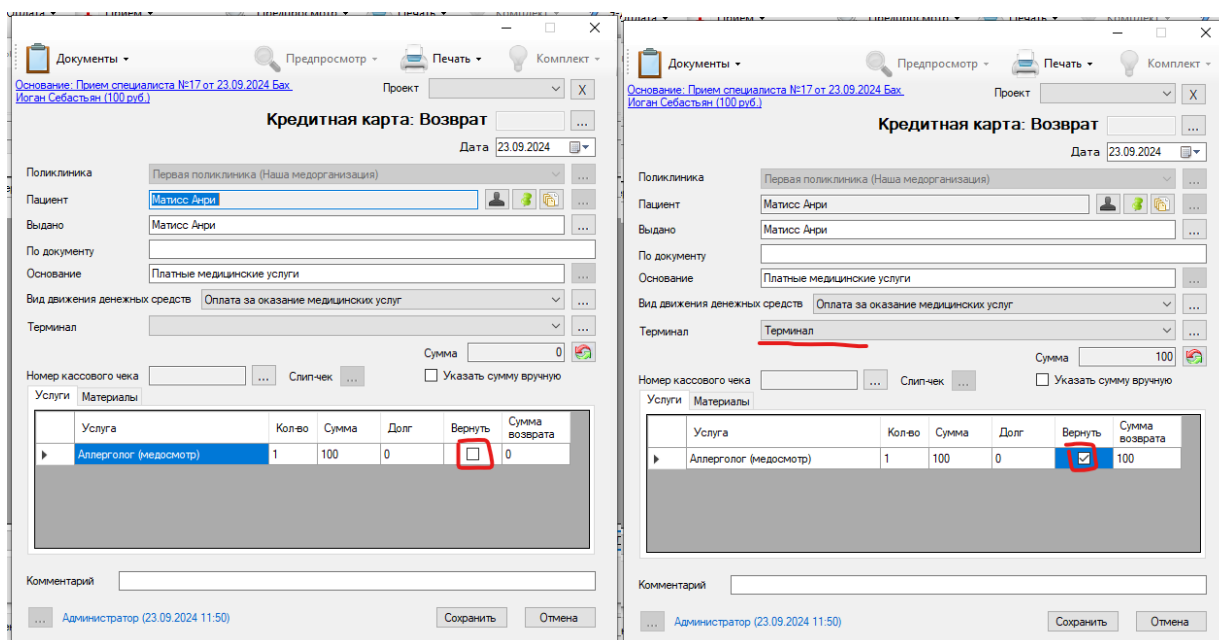 Документы
Предпросмотр
Печать
Комплект
Основание: Прием специалиста №17 от 23.09.2024 Бах
Иоган Себастьян (100 руб.)
Проект
X
Кредитная карта: Возврат
...
Дата 23.09.2024
Поликлиника Первая поликлиника (Наша медорганизация) ...
Пациент Матисс Анри ...
Выдано Матисс Анри ...
По документу
Основание Платные медицинские услуги ...
Вид движения денежных средств Оплата за оказание медицинских услуг ...
Терминал ...
Сумма 0
Номер кассового чека ... Слип-чек ... Указать сумму вручную
Услуги Материалы
Услуга Кол-во Сумма Долг Вернуть Сумма
возврата
Аллерголог (медосмотр) 1 100 0 0
Комментарий
... Администратор (23.09.2024 11:50) Сохранить Отмена
Документы
Предпросмотр
Печать
Комплект
Основание: Прием специалиста №17 от 23.09.2024 Бах
Иоган Себастьян (100 руб.)
Проект
X
Кредитная карта: Возврат
...
Дата 23.09.2024
Поликлиника Первая поликлиника (Наша медорганизация) ...
Пациент Матисс Анри ...
Выдано Матисс Анри ...
По документу
Основание Платные медицинские услуги ...
Вид движения денежных средств Оплата за оказание медицинских услуг ...
Терминал Терминал ...
Сумма 100
Номер кассового чека ... Слип-чек ... Указать сумму вручную
Услуги Материалы
Услуга Кол-во Сумма Долг Вернуть Сумма
возврата
Аллерголог (медосмотр) 1 100 0 100
Комментарий
... Администратор (23.09.2024 11:50) Сохранить Отмена